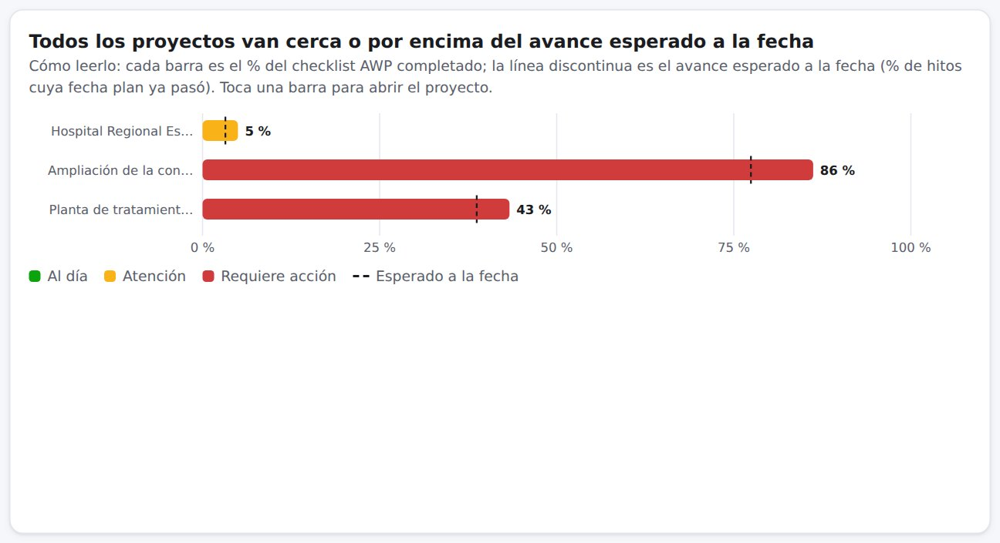 Todos los proyectos van cerca o por encima del avance esperado a la fecha
Cómo leerlo: cada barra es el % del checklist AWP completado; la línea discontinua es el avance esperado a la fecha (% de hitos
cuya fecha plan ya pasó). Toca una barra para abrir el proyecto.
Hospital Regional Es... 5 %
Ampliación de la con... 86 %
Planta de tratamient... 43 %
0 % 25 % 50 % 75 % 100 %
Al día Atención Requiere acción Esperado a la fecha